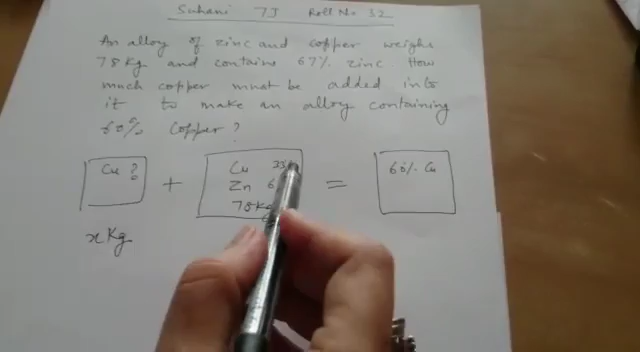 Suhani 7J Roll No 32
An alloy of zinc and copper weighs
78 Kg and contains 67% zinc. How
much copper must be added into
it to make an alloy containing
60% Copper?
Cu ? + Cu 33% = 60% Cu
Zn 6
78Kg
x Kg